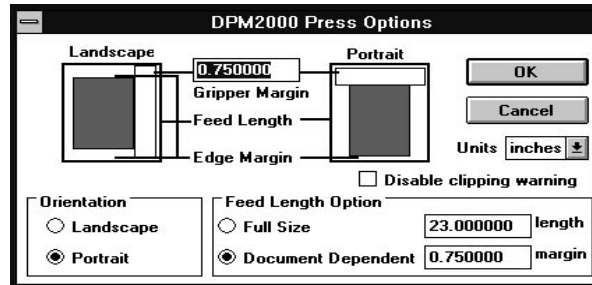 DPM2000 Press Options
Landscape
0.750000
Portrait
Gripper Margin
Feed Length
Edge Margin
OK
Cancel
Units inches
Disable clipping warning
Orientation
Landscape
Portrait
Feed Length Option
Full Size 23.000000 length
Document Dependent 0.750000 margin